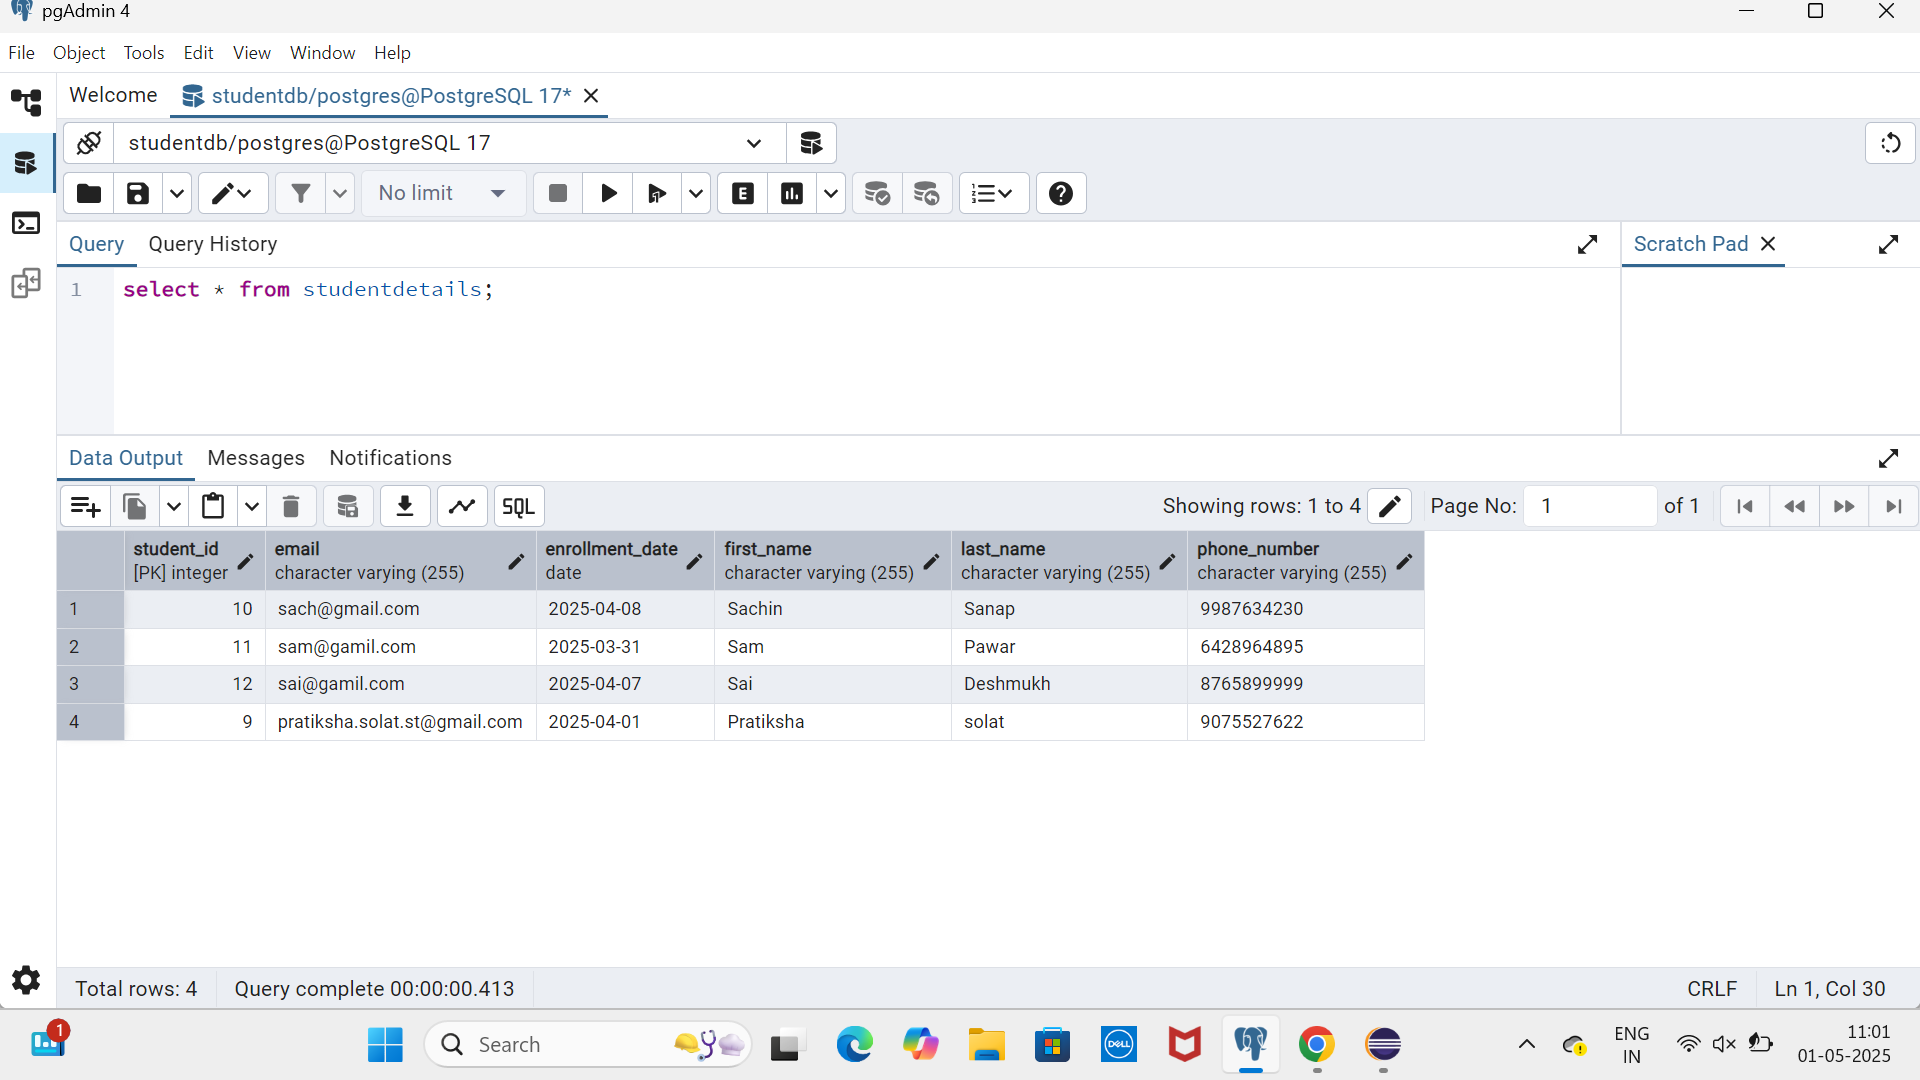 pgAdmin 4
File Object Tools Edit View Window Help
Welcome studentdb/postgres@PostgreSQL 17*
studentdb/postgres@PostgreSQL 17
No limit E
Query Query History Scratch Pad
1 select * from studentdetails;
Data Output Messages Notifications
SQL Showing rows: 1 to 4 Page No: 1 of 1
student_id email enrollment_date first_name last_name phone_number
[PK] integer character varying (255) date character varying (255) character varying (255) character varying (255)
1 10 sach@gmail.com 2025-04-08 Sachin Sanap 9987634230
2 11 sam@gamil.com 2025-03-31 Sam Pawar 6428964895
3 12 sai@gamil.com 2025-04-07 Sai Deshmukh 8765899999
4 9 pratiksha.solat.st@gmail.com 2025-04-01 Pratiksha solat 9075527622
Total rows: 4 Query complete 00:00:00.413 CRLF Ln 1, Col 30
1 Search DELL ENG 11:01
IN 01-05-2025